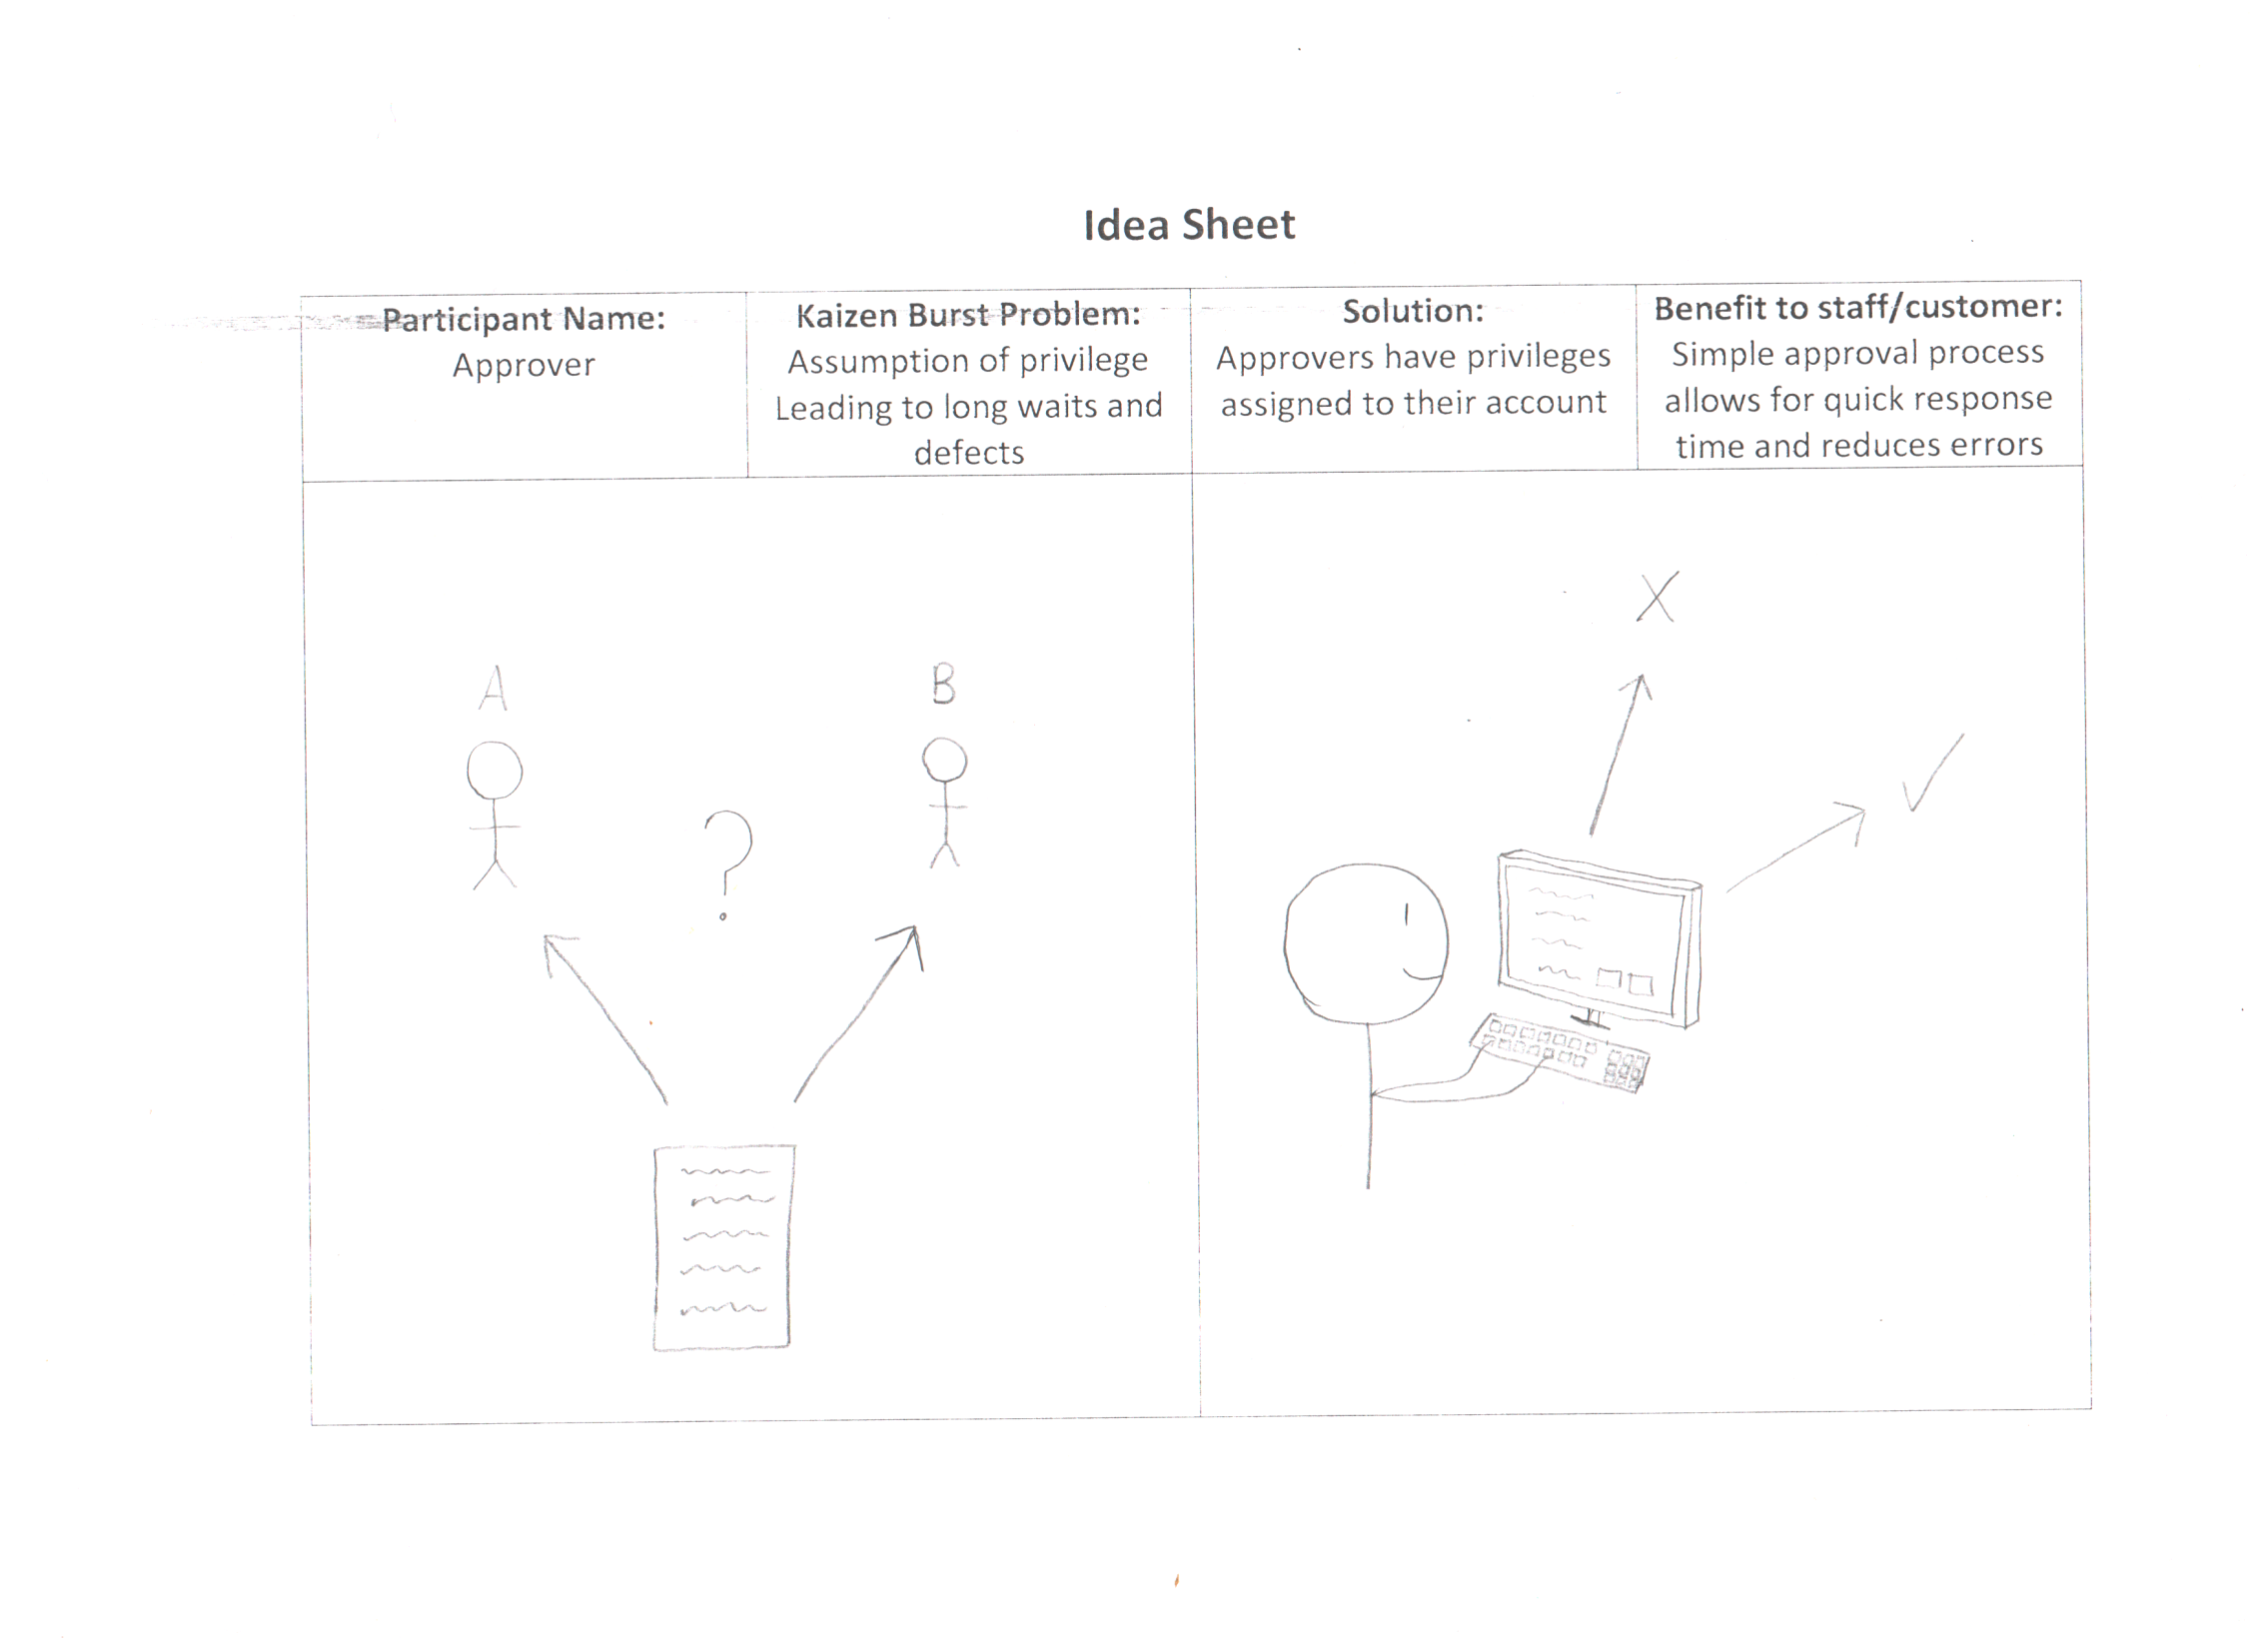 Idea Sheet
Participant Name:
Approver
Kaizen Burst Problem:
Assumption of privilege
Leading to long waits and
defects
Solution:
Approvers have privileges
assigned to their account
Benefit to staff/customer:
Simple approval process
allows for quick response
time and reduces errors
A
B
?
X
✓